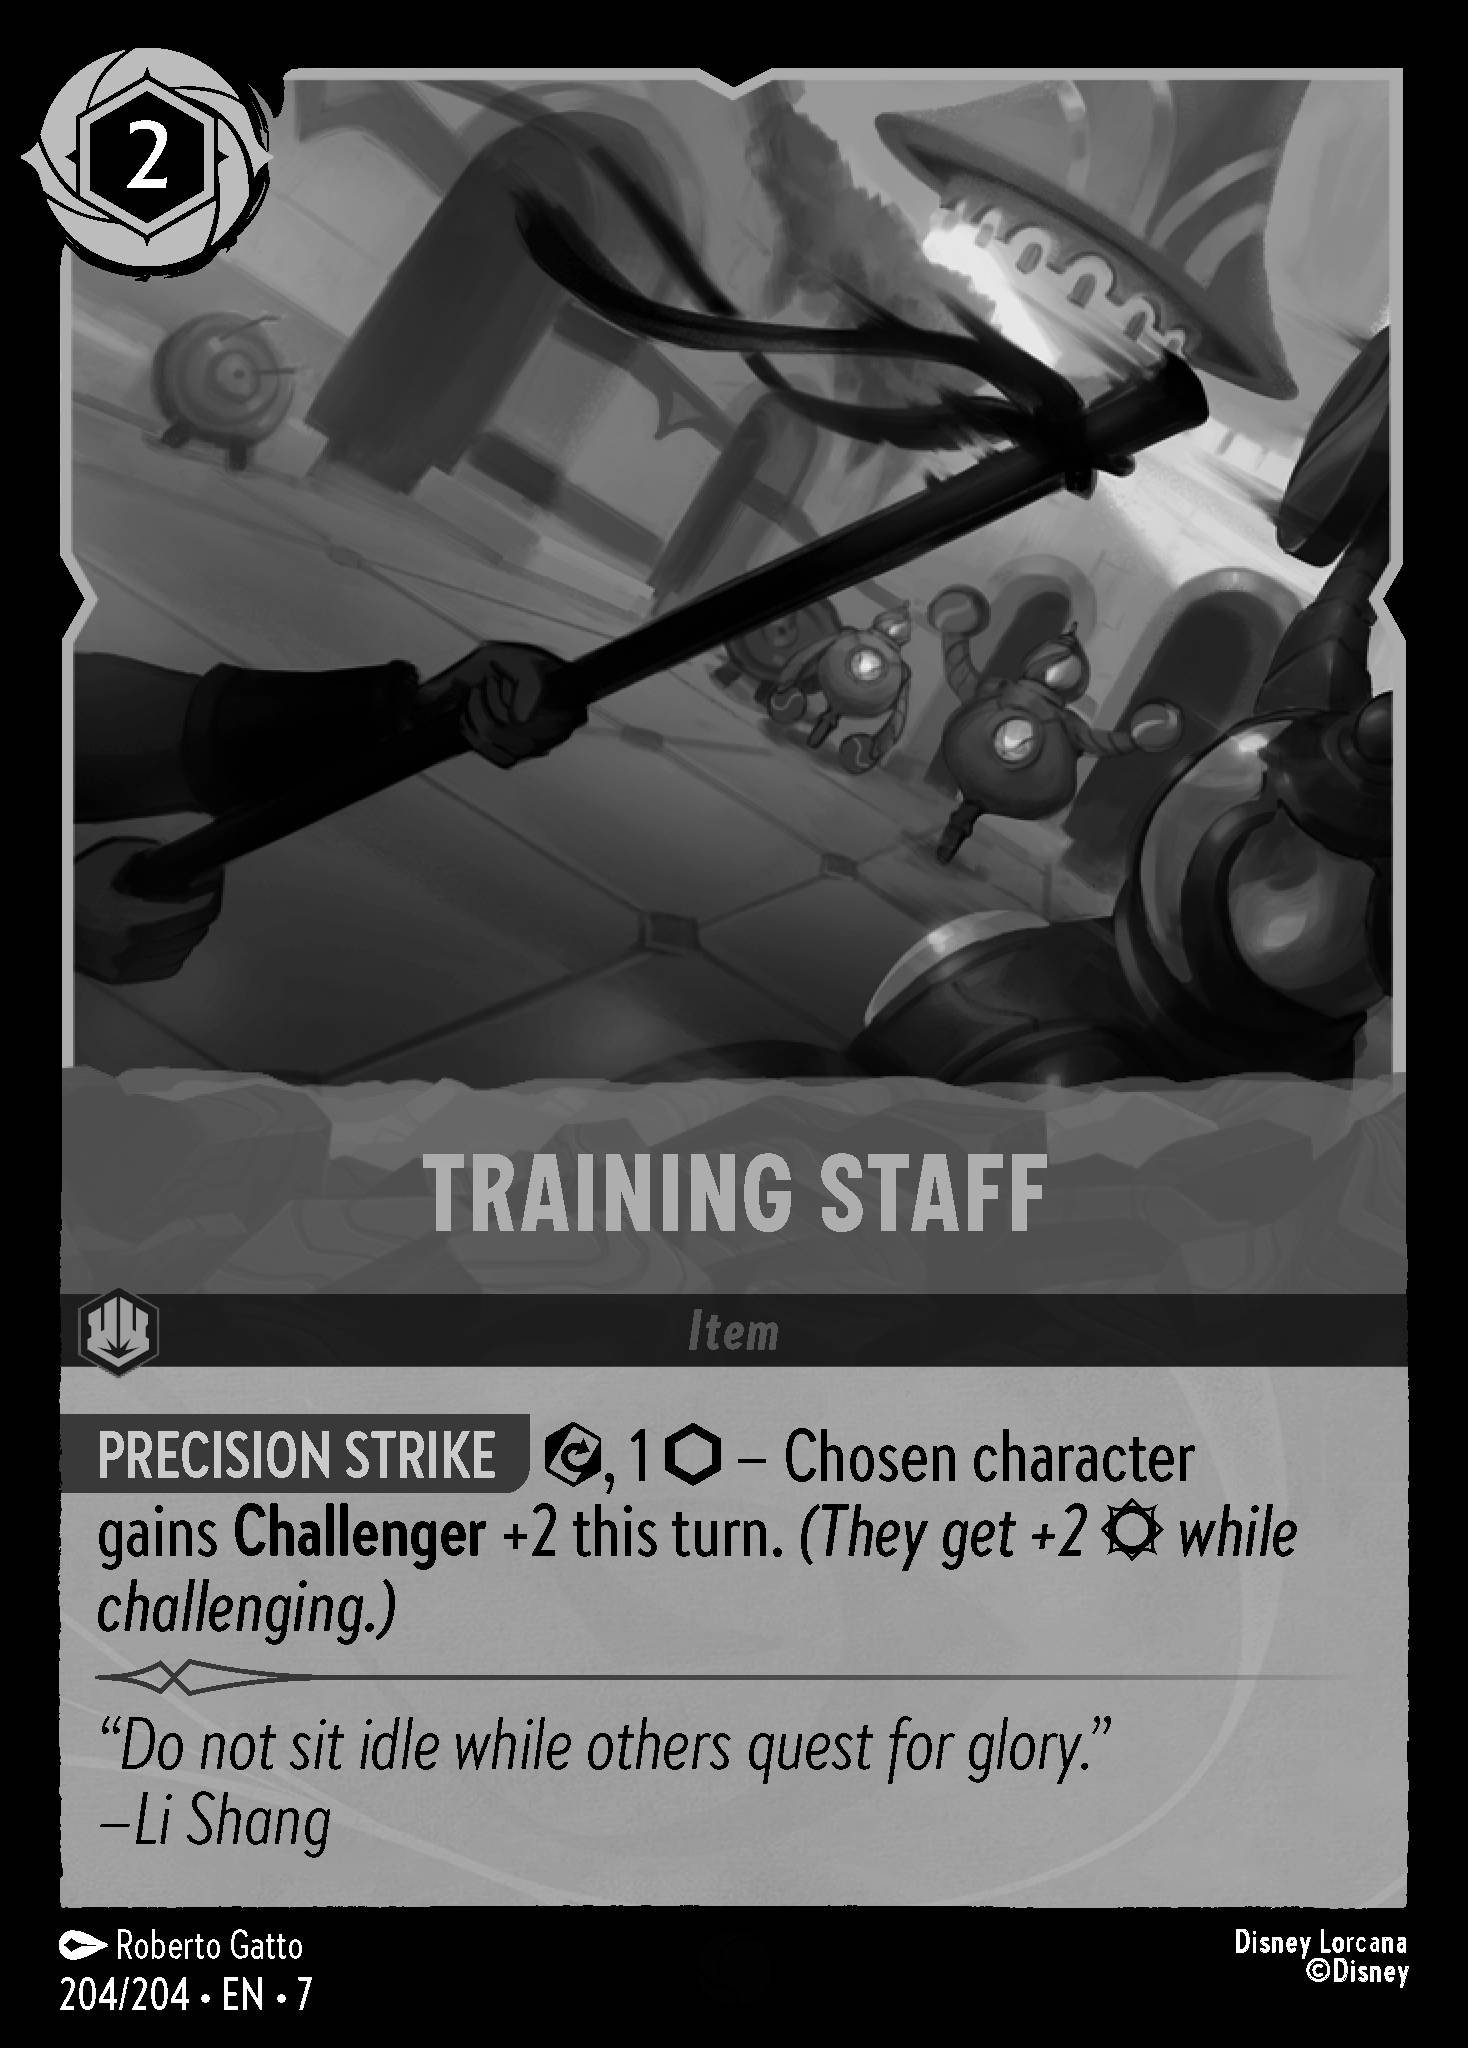 2
TRAINING STAFF
Item
PRECISION STRIKE , 1 – Chosen character
gains Challenger +2 this turn. (They get +2 while
challenging.)
“Do not sit idle while others quest for glory.”
–Li Shang
Roberto Gatto
204/204 • EN • 7
Disney Lorcana
©Disney